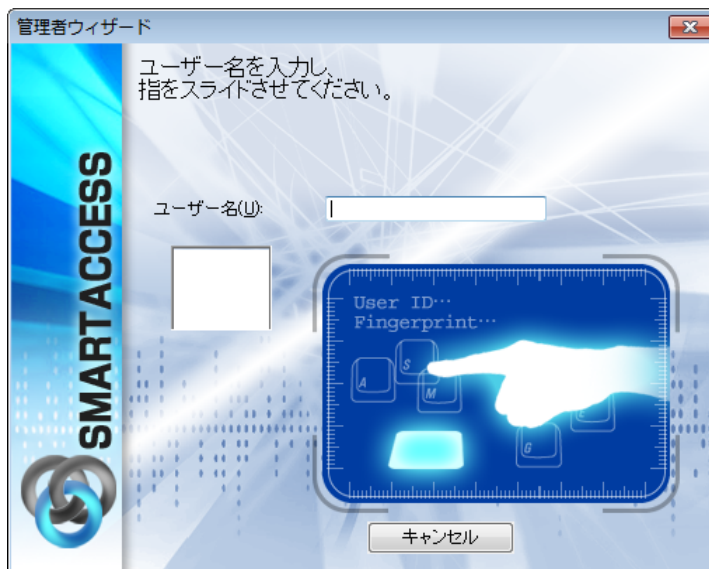 管理者ウィザード
ユーザー名を入力し、
指をスライドさせてください。
SMARTACCESS
ユーザー名(U):
User ID…
Fingerprint…
S
A
M
E
G
キャンセル